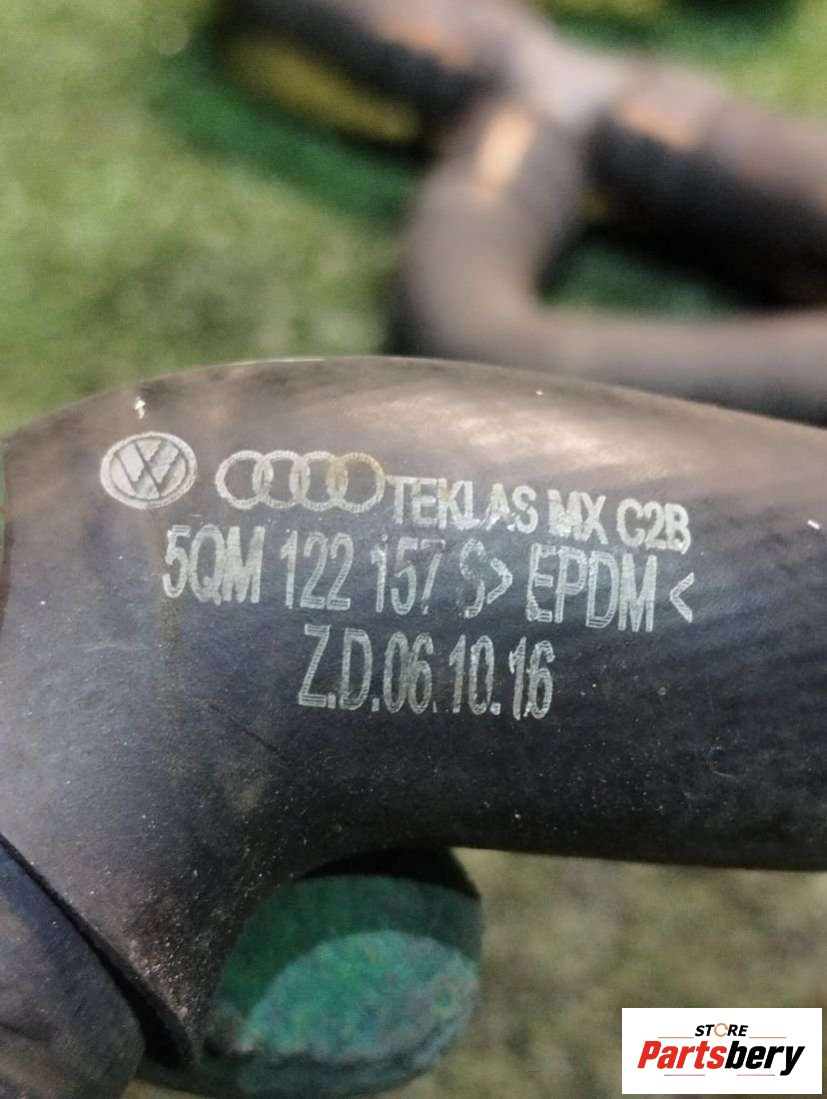 TEKLAS MX C2B
5QM 122 157 S> EPDM <
Z.D.06.10.16
STORE
Partsbery